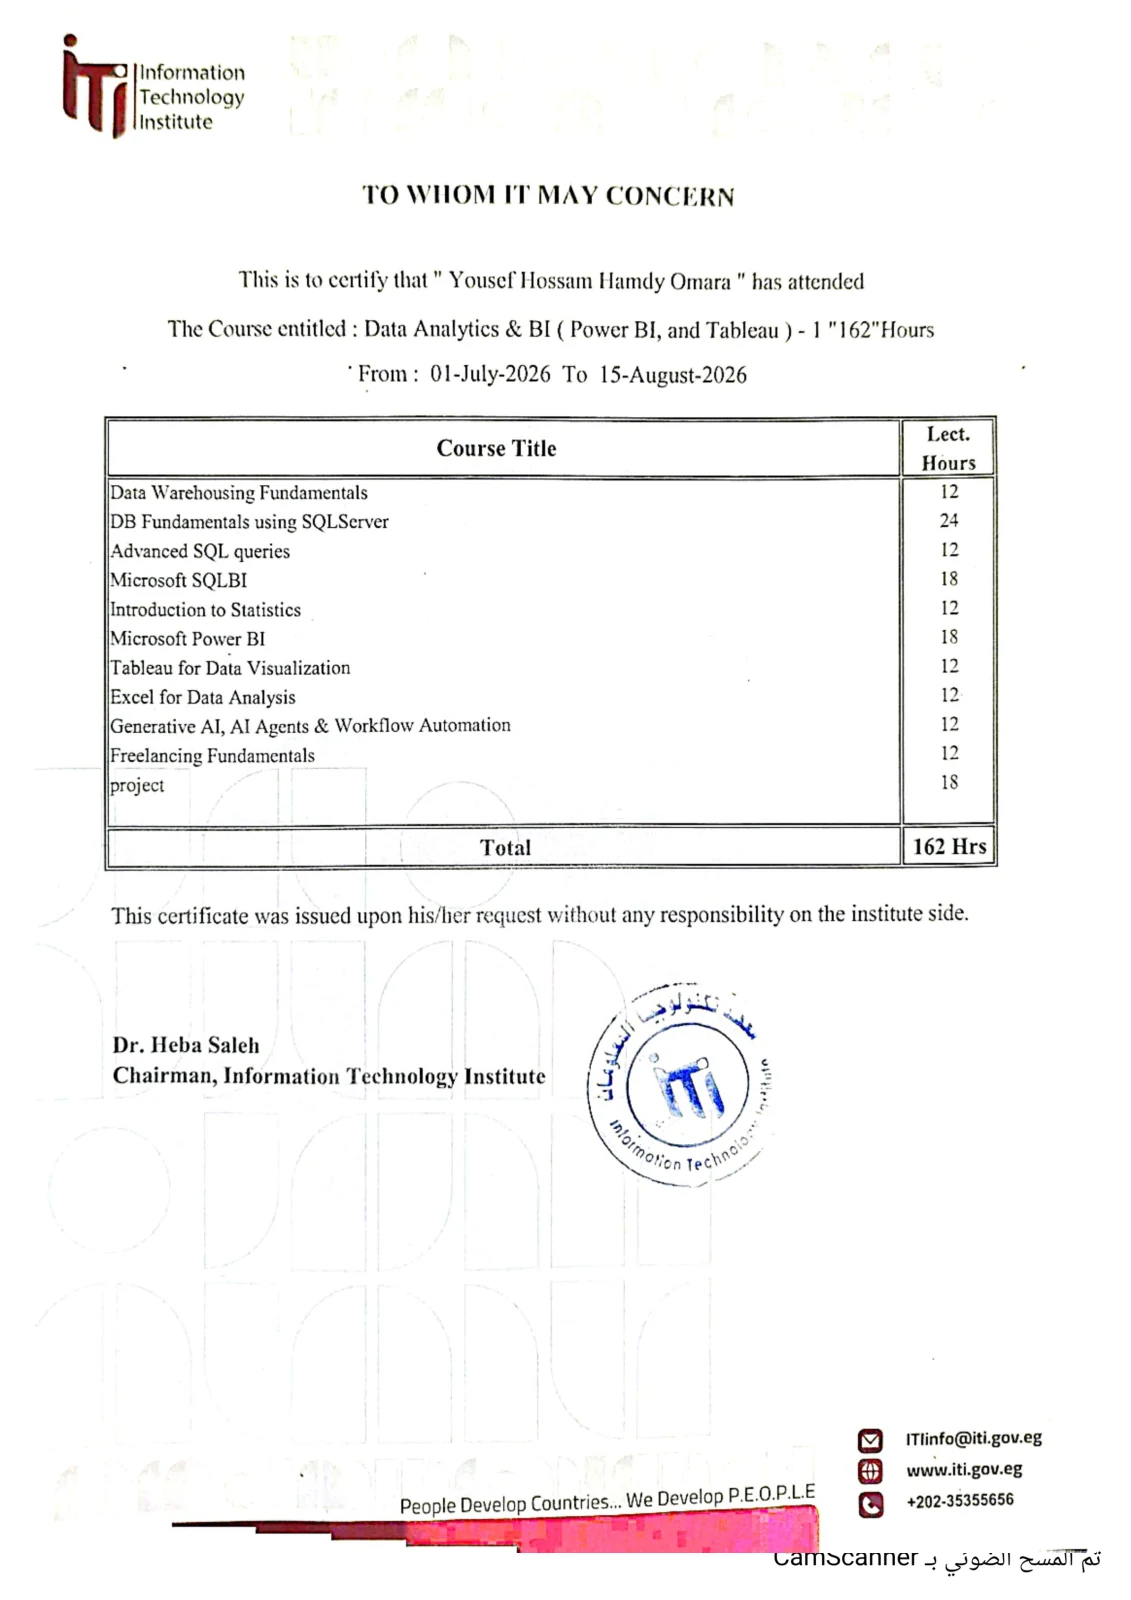 iTi
Information
Technology
Institute
TO WHOM IT MAY CONCERN
This is to certify that " Yousef Hossam Hamdy Omara " has attended
The Course entitled : Data Analytics & BI ( Power BI, and Tableau ) - 1 "162"Hours
From : 01-July-2026 To 15-August-2026
Course Title
Lect.
Hours
Data Warehousing Fundamentals 12
DB Fundamentals using SQLServer 24
Advanced SQL queries 12
Microsoft SQLBI 18
Introduction to Statistics 12
Microsoft Power BI 18
Tableau for Data Visualization 12
Excel for Data Analysis 12
Generative AI, AI Agents & Workflow Automation 12
Freelancing Fundamentals 12
project 18
Total 162 Hrs
This certificate was issued upon his/her request without any responsibility on the institute side.
معهد تكنولوجيا المعلومات
iTi
Information Technology
Dr. Heba Saleh
Chairman, Information Technology Institute
ITIinfo@iti.gov.eg
www.iti.gov.eg
+202-35355656
People Develop Countries... We Develop P.E.O.P.L.E
تم المسح الضوئي بـ CamScanner